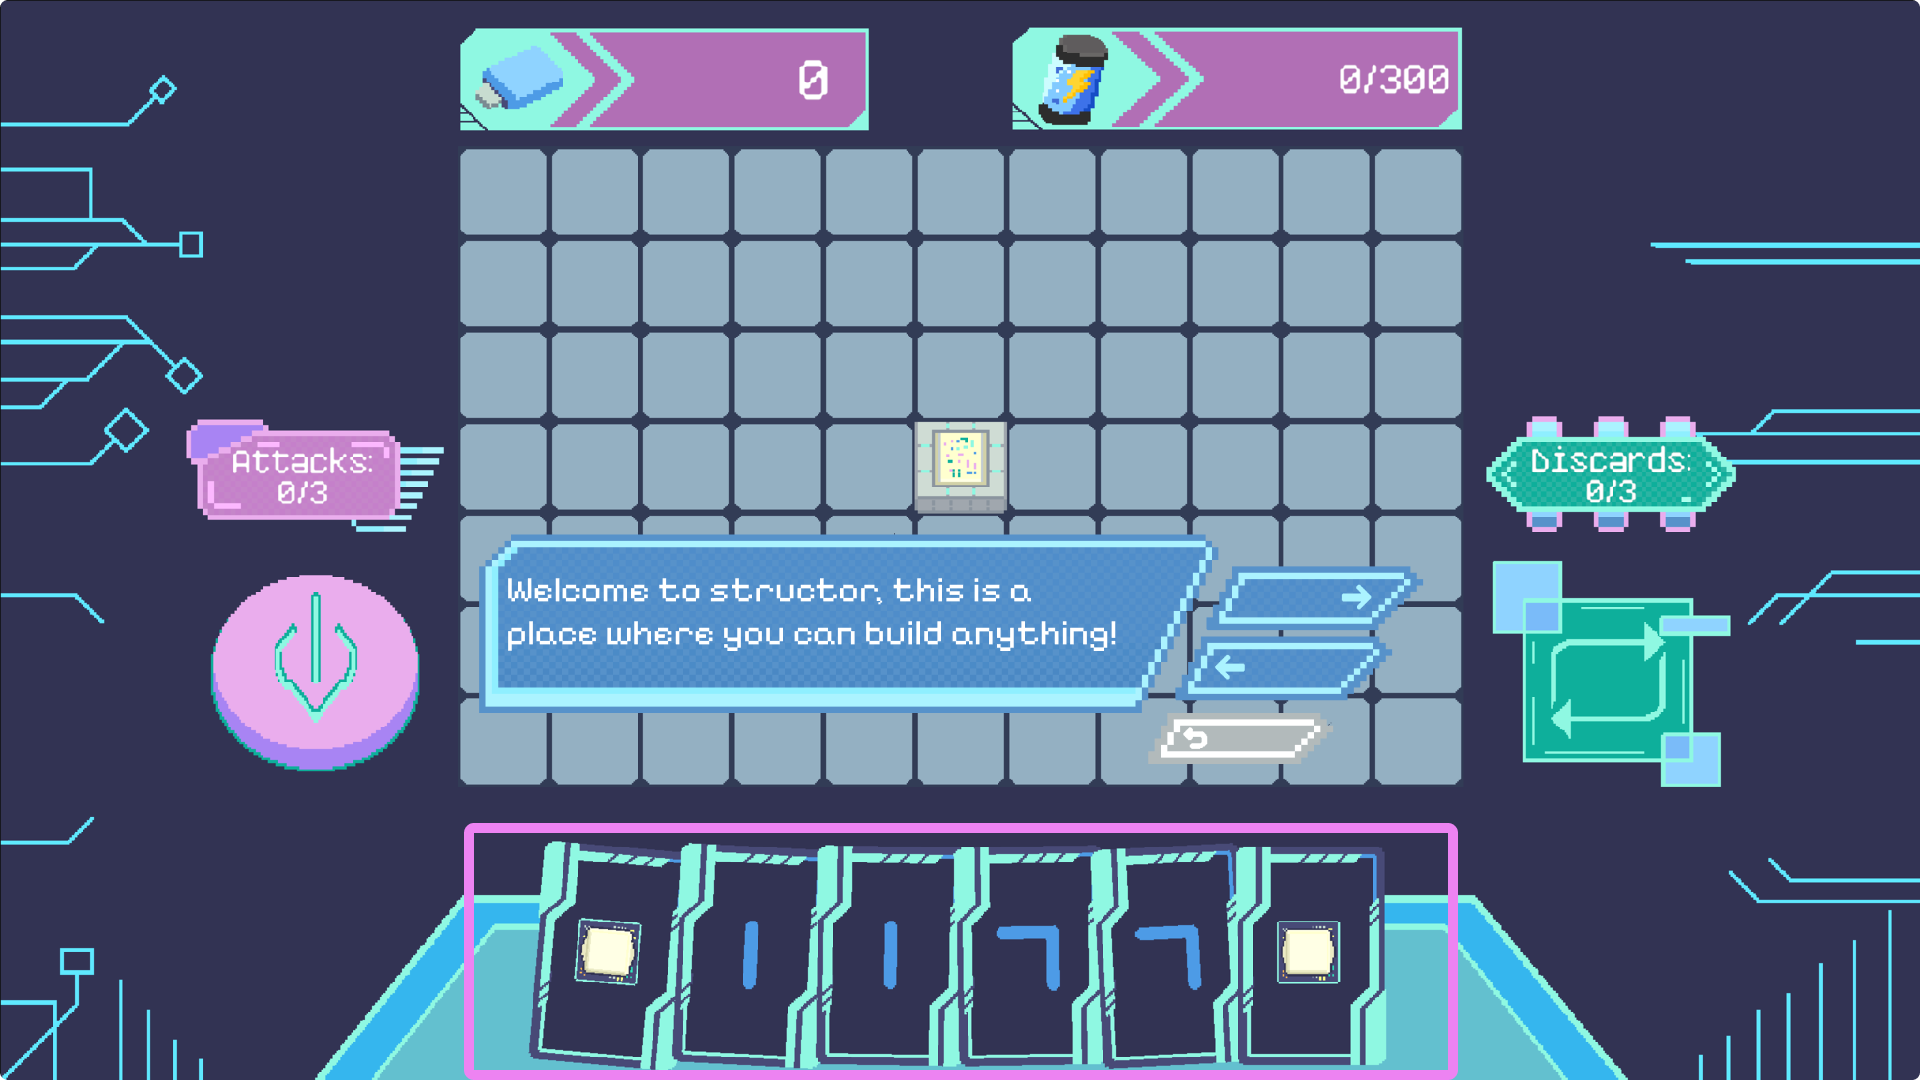 0
0/300
Attacks:
0/3
Discards:
0/3
Welcome to structor, this is a
place where you can build anything!